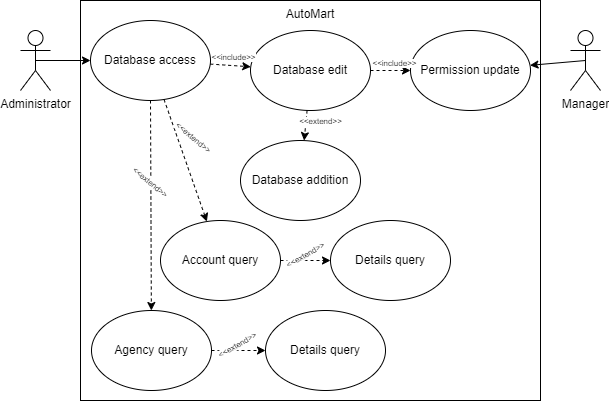 AutoMart
Database access
<<include>>
Database edit
<<include>>
Permission update
Administrator
Manager
<<extend>>
<<extend>>
<<extend>>
Database addition
Account query
<<extend>>
Details query
Agency query
<<extend>>
Details query